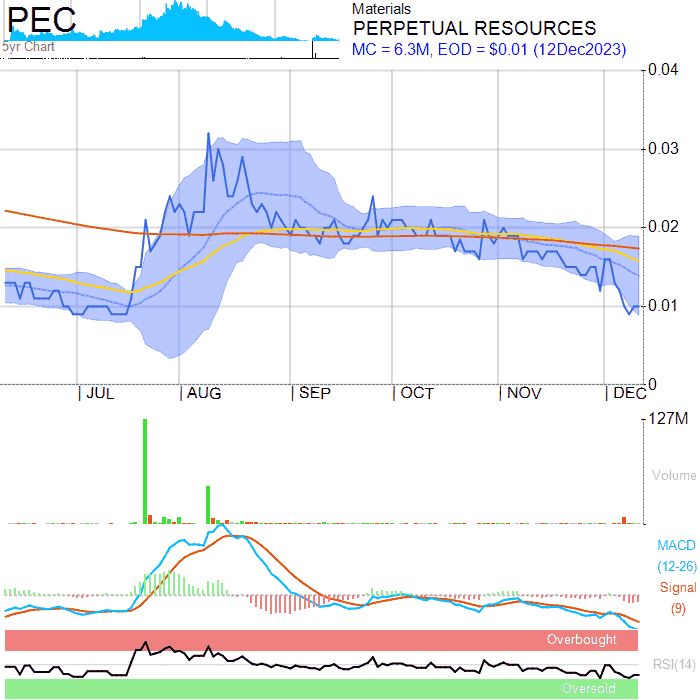 PEC
5yr Chart
Materials
PERPETUAL RESOURCES
MC = 6.3M, EOD = $0.01 (12Dec2023)
0.04
0.03
0.02
0.01
0
| JUL | AUG | SEP | OCT | NOV | DEC
127M
Volume
MACD
(12-26)
Signal
(9)
Overbought
RSI(14)
Oversold